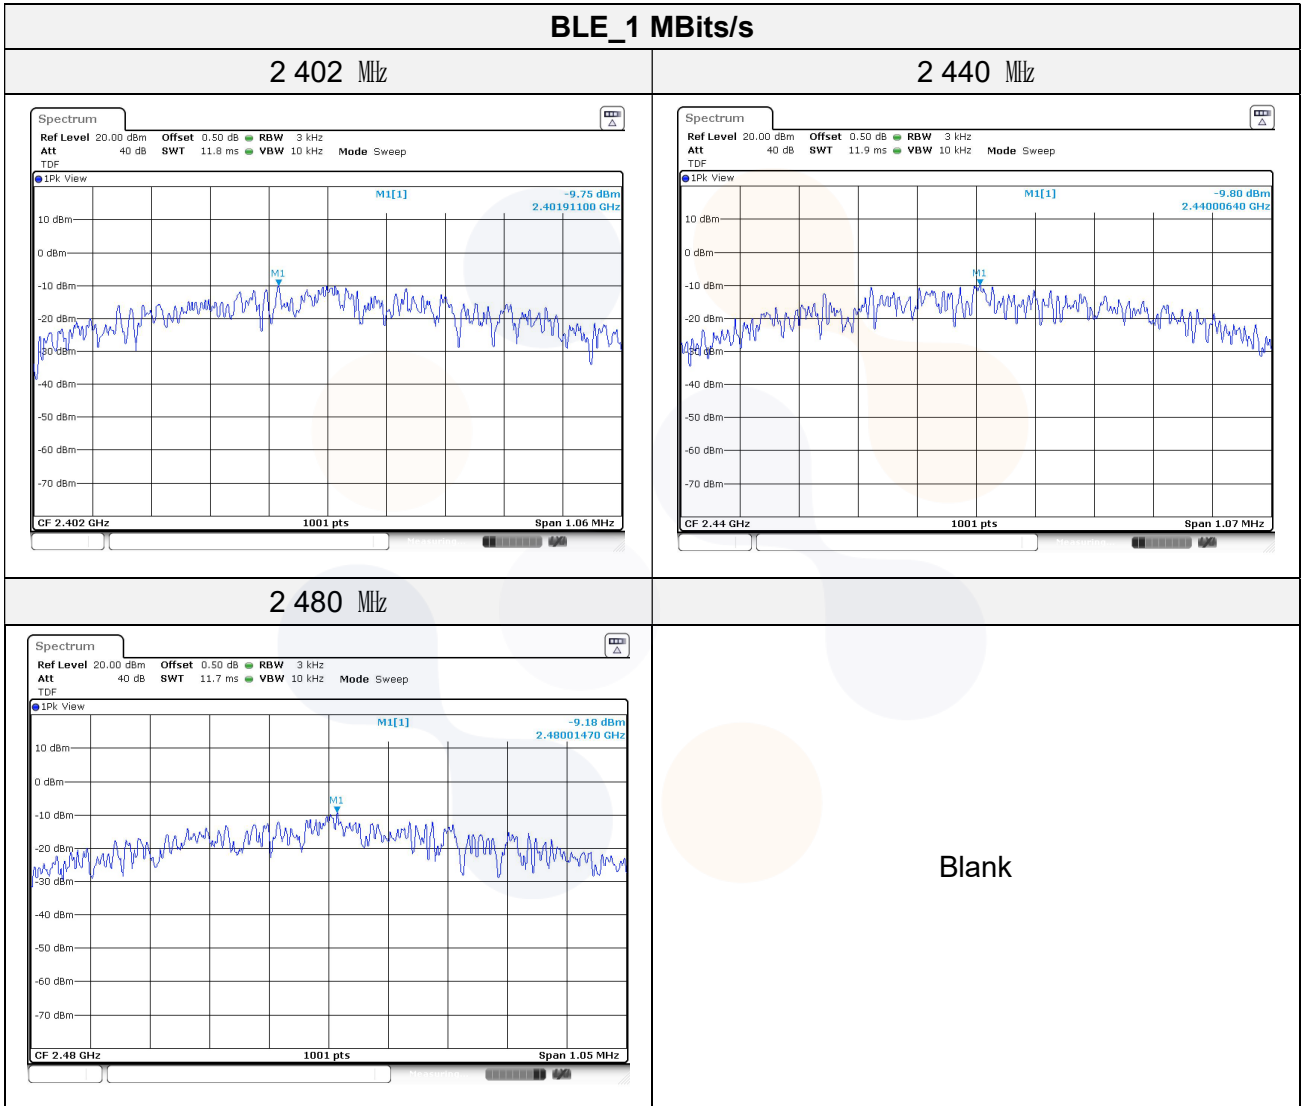 BLE_1 MBits/s
2 402 ㎒
2 440 ㎒
Spectrum
Ref Level 20.00 dBm Offset 0.50 dB RBW 3 kHz
Att 40 dB SWT 11.8 ms VBW 10 kHz Mode Sweep
TDF
1Pk View
M1[1] -9.75 dBm
2.40191100 GHz
10 dBm
0 dBm
M1
-10 dBm
-20 dBm
-30 dBm
-40 dBm
-50 dBm
-60 dBm
-70 dBm
CF 2.402 GHz 1001 pts Span 1.06 MHz
Measuring...
Spectrum
Ref Level 20.00 dBm Offset 0.50 dB RBW 3 kHz
Att 40 dB SWT 11.9 ms VBW 10 kHz Mode Sweep
TDF
1Pk View
M1[1] -9.80 dBm
2.44000640 GHz
10 dBm
0 dBm
M1
-10 dBm
-20 dBm
-30 dBm
-40 dBm
-50 dBm
-60 dBm
-70 dBm
CF 2.44 GHz 1001 pts Span 1.07 MHz
Measuring...
2 480 ㎒
Spectrum
Ref Level 20.00 dBm Offset 0.50 dB RBW 3 kHz
Att 40 dB SWT 11.7 ms VBW 10 kHz Mode Sweep
TDF
1Pk View
M1[1] -9.18 dBm
2.48001470 GHz
10 dBm
0 dBm
M1
-10 dBm
-20 dBm
-30 dBm
-40 dBm
-50 dBm
-60 dBm
-70 dBm
CF 2.48 GHz 1001 pts Span 1.05 MHz
Measuring...
Blank